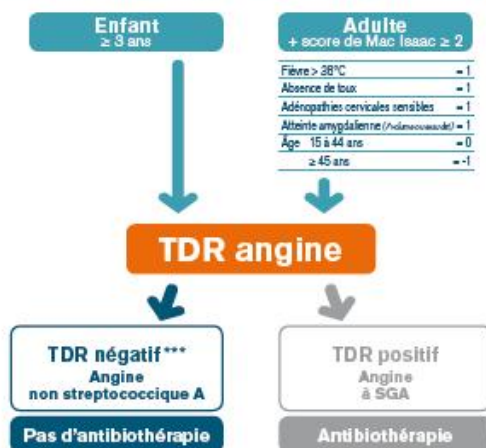 Enfant
≥ 3 ans
Adulte
+ score de Mac Isaac ≥ 2
Fièvre > 38°C = 1
Absence de toux = 1
Adénopathies cervicales sensibles = 1
Atteinte amygdalienne = 1
Âge 15 à 44 ans = 0
≥ 45 ans = -1
TDR angine
TDR négatif***
Angine
non streptococcique A
Pas d'antibiothérapie
TDR positif
Angine
à SGA
Antibiothérapie